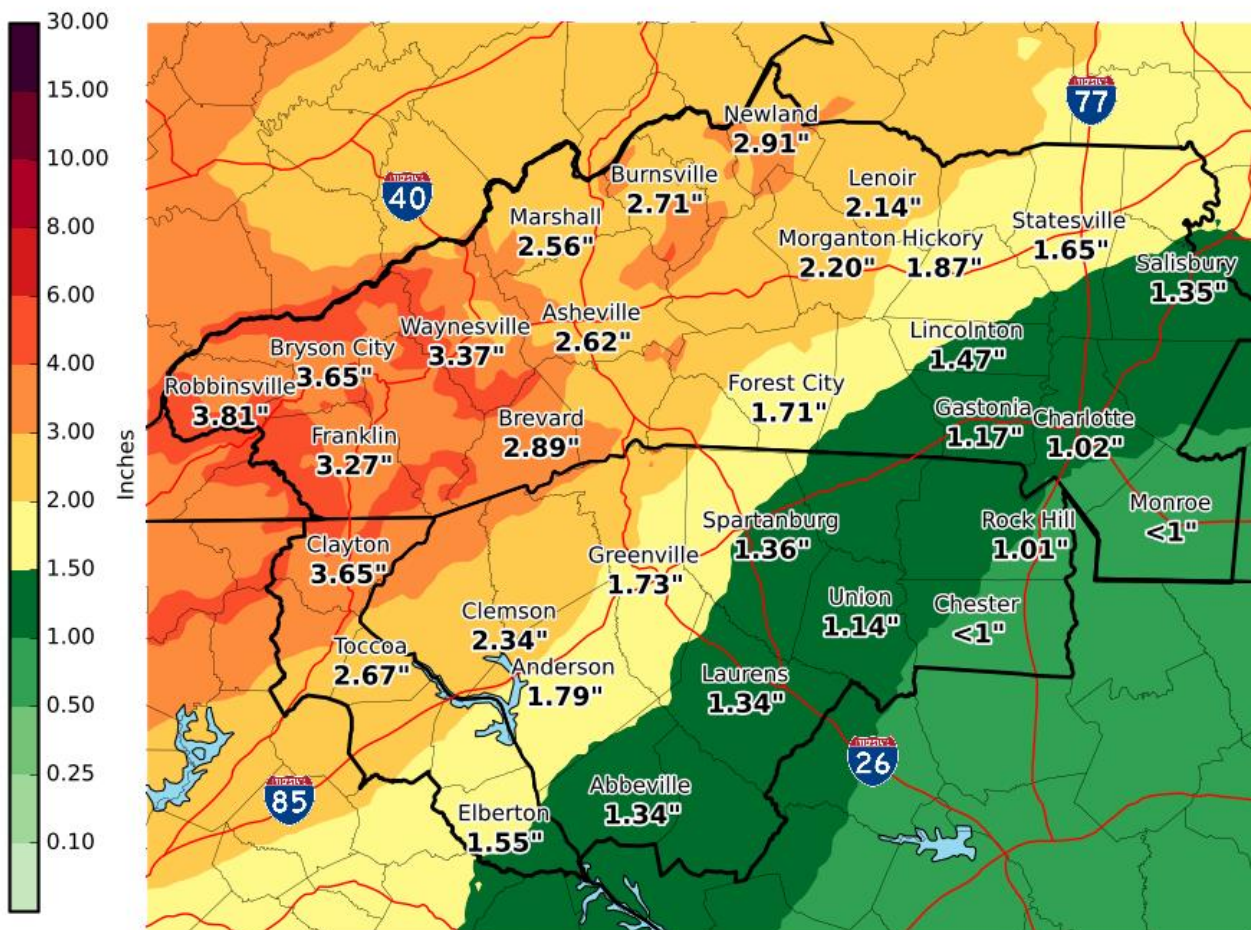 30.00
15.00
10.00
8.00
6.00
4.00
3.00
2.00
1.50
1.00
0.50
0.25
0.10
Inches
INTERSTATE
77
Newland
2.91"
Burnsville
2.71"
Lenoir
2.14"
INTERSTATE
40
Marshall
2.56"
Morganton
2.20"
Hickory
1.87"
Statesville
1.65"
Salisbury
1.35"
Waynesville
3.37"
Asheville
2.62"
Lincolnton
1.47"
Bryson City
3.65"
Robbinsville
3.81"
Forest City
1.71"
Franklin
3.27"
Brevard
2.89"
Gastonia
1.17"
Charlotte
1.02"
Monroe
<1"
Clayton
3.65"
Greenville
1.73"
Spartanburg
1.36"
Rock Hill
1.01"
Clemson
2.34"
Union
1.14"
Chester
<1"
Toccoa
2.67"
Anderson
1.79"
Laurens
1.34"
INTERSTATE
26
INTERSTATE
85
Elberton
1.55"
Abbeville
1.34"